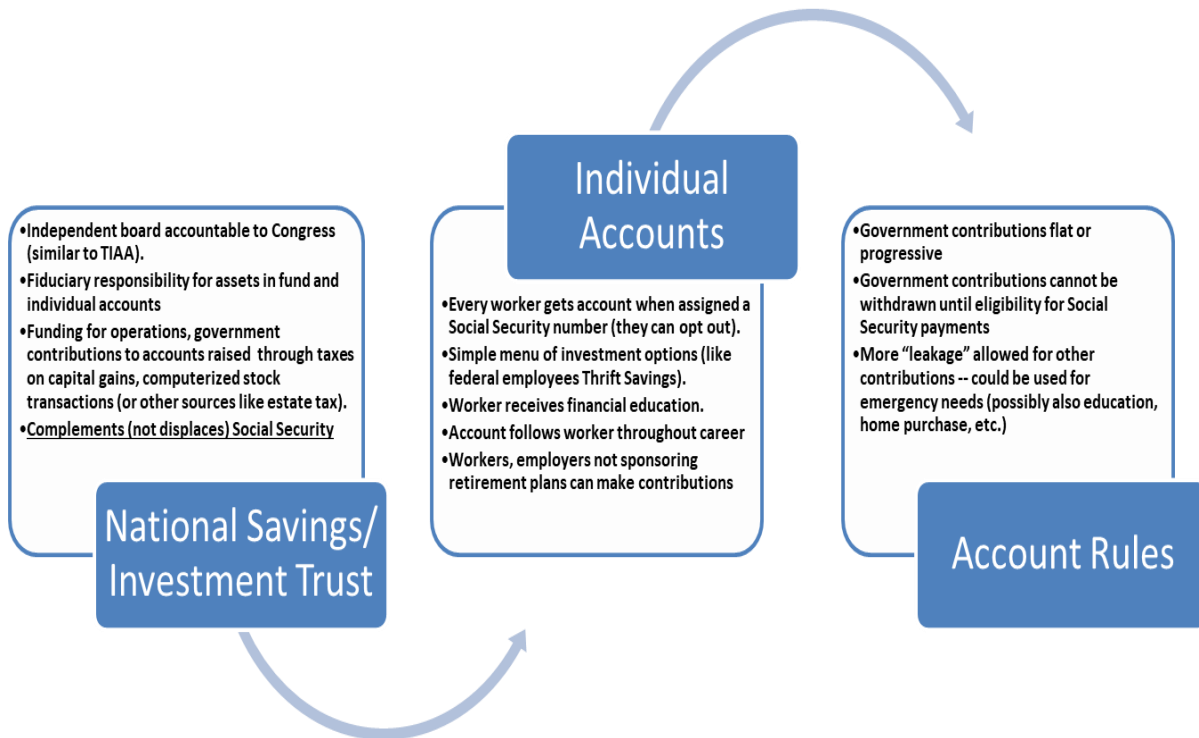 •Independent board accountable to Congress
(similar to TIAA).
•Fiduciary responsibility for assets in fund and
individual accounts
•Funding for operations, government
contributions to accounts raised through taxes
on capital gains, computerized stock
transactions (or other sources like estate tax).
•Complements (not displaces) Social Security
National Savings/
Investment Trust
Individual
Accounts
•Every worker gets account when assigned a
Social Security number (they can opt out).
•Simple menu of investment options (like
federal employees Thrift Savings).
•Worker receives financial education.
•Account follows worker throughout career
•Workers, employers not sponsoring
retirement plans can make contributions
•Government contributions flat or
progressive
•Government contributions cannot be
withdrawn until eligibility for Social
Security payments
•More “leakage” allowed for other
contributions -- could be used for
emergency needs (possibly also education,
home purchase, etc.)
Account Rules